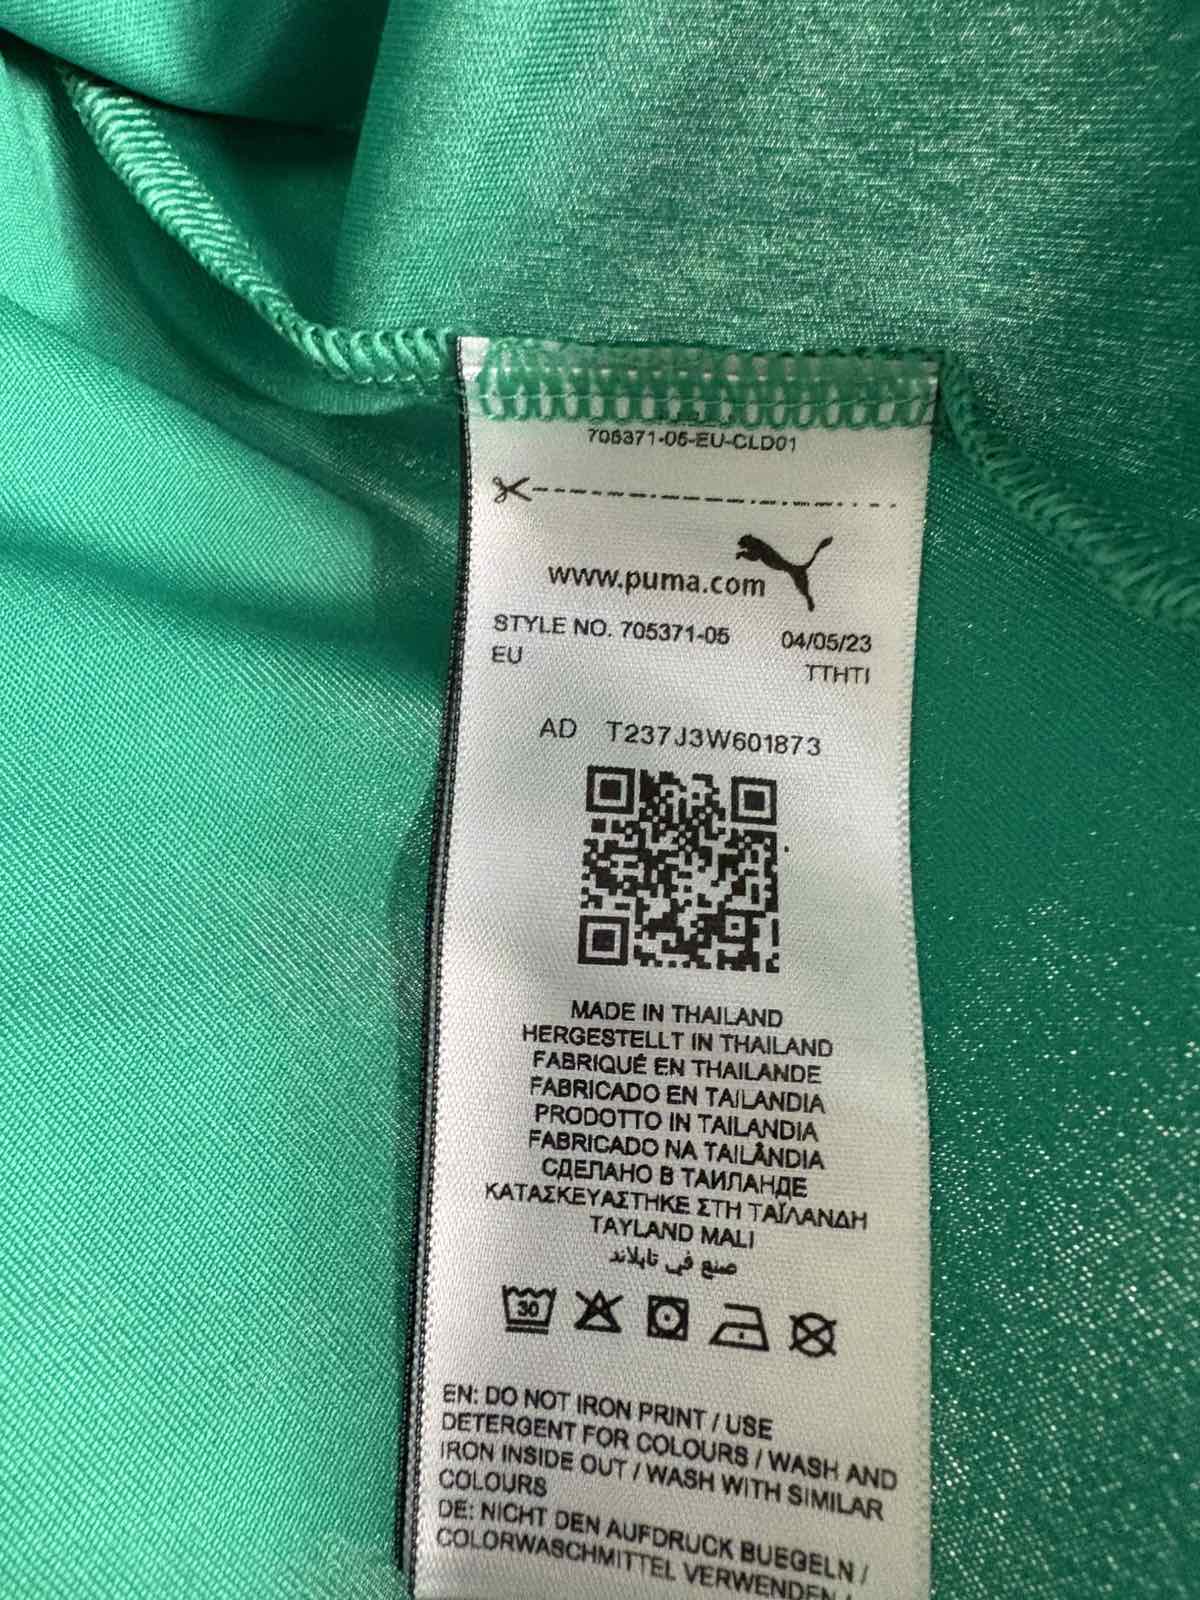 705371-05-EU-CLD01
www.puma.com
STYLE NO. 705371-05 04/05/23
EU TTHTI
AD T237J3W601873
MADE IN THAILAND
HERGESTELLT IN THAILAND
FABRIQUÉ EN THAILANDE
FABRICADO EN TAILANDIA
PRODOTTO IN TAILANDIA
FABRICADO NA TAILÂNDIA
СДЕЛАНО В ТАИЛАНДЕ
ΚΑΤΑΣΚΕΥΑΣΤΗΚΕ ΣΤΗ ΤΑΪΛΑΝΔΗ
TAYLAND MALI
صنع في تايلاند
30
EN: DO NOT IRON PRINT / USE
DETERGENT FOR COLOURS / WASH AND
IRON INSIDE OUT / WASH WITH SIMILAR
COLOURS
DE: NICHT DEN AUFDRUCK BUEGELN /
COLORWASCHMITTEL VERWENDEN /